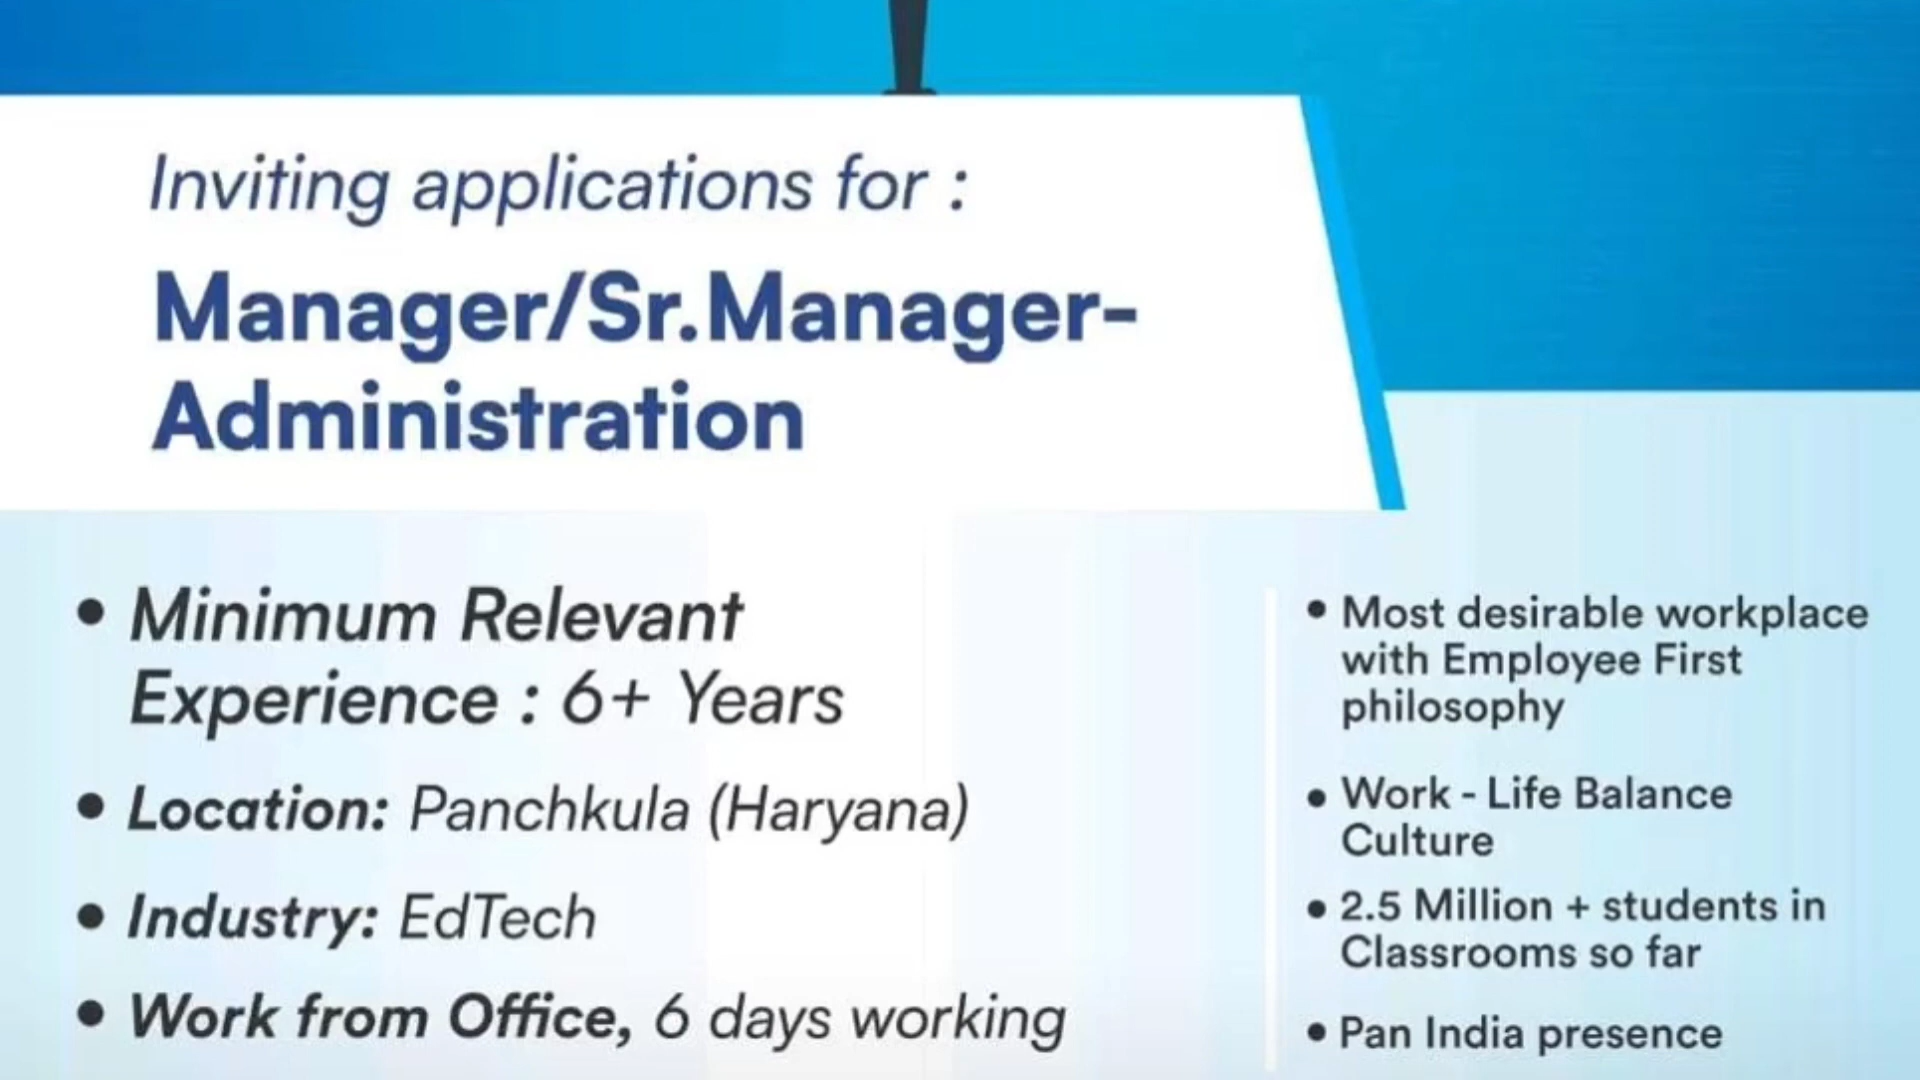 Inviting applications for :
Manager/Sr.Manager-
Administration
• Minimum Relevant
Experience : 6+ Years
• Location: Panchkula (Haryana)
• Industry: EdTech
• Work from Office, 6 days working
• Most desirable workplace
with Employee First
philosophy
• Work - Life Balance
Culture
• 2.5 Million + students in
Classrooms so far
• Pan India presence